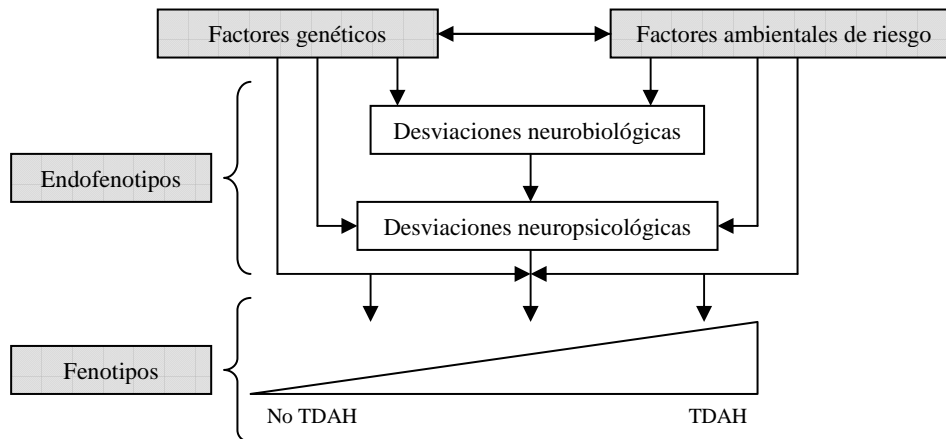 Factores genéticos
Factores ambientales de riesgo
Desviaciones neurobiológicas
Endofenotipos
Desviaciones neuropsicológicas
Fenotipos
No TDAH
TDAH